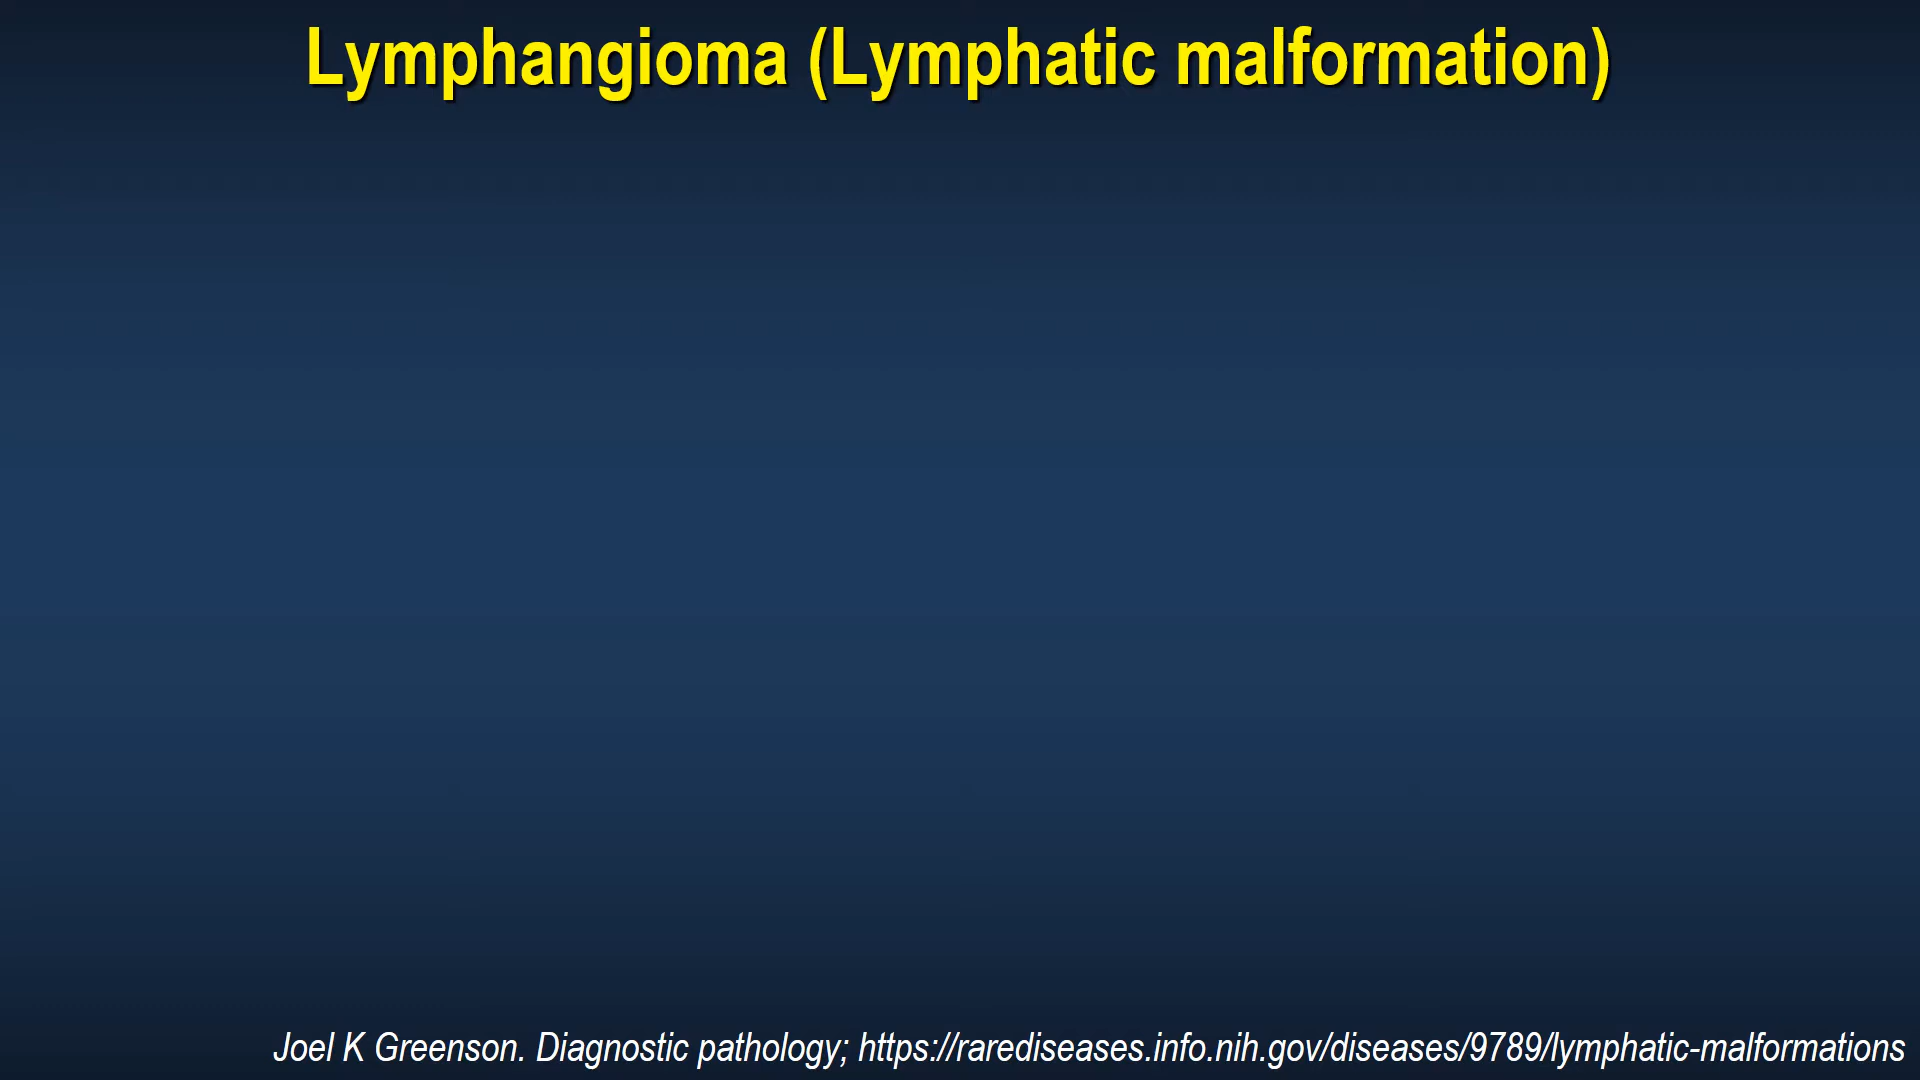 Lymphangioma (Lymphatic malformation)
Joel K Greenson. Diagnostic pathology; https://rarediseases.info.nih.gov/diseases/9789/lymphatic-malformations